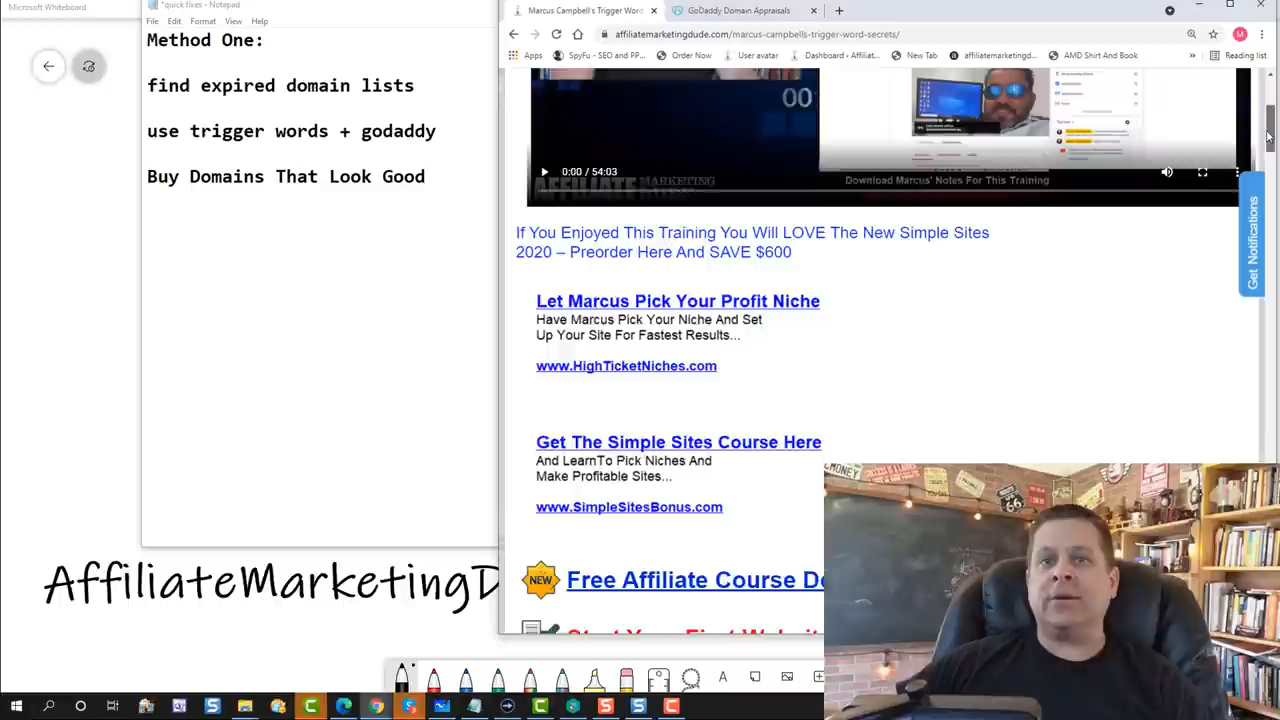 Microsoft Whiteboard
*quick fixes - Notepad
File Edit Format View Help
Method One:
find expired domain lists
use trigger words + godaddy
Buy Domains That Look Good
AffiliateMarketingD
Marcus Campbell's Trigger Word
GoDaddy Domain Appraisals
affiliatemarketingdude.com/marcus-campbells-trigger-word-secrets/
M
Apps
SpyFu - SEO and PP...
Order Now
User avatar
Dashboard ‹ Affiliat...
New Tab
affiliatemarketingd...
AMD Shirt And Book
»
Reading list
00
0:00 / 54:03
AFFILIATE MARKETING
Download Marcus' Notes For This Training
Get Notifications
If You Enjoyed This Training You Will LOVE The New Simple Sites
2020 – Preorder Here And SAVE $600
Let Marcus Pick Your Profit Niche
Have Marcus Pick Your Niche And Set
Up Your Site For Fastest Results...
www.HighTicketNiches.com
Get The Simple Sites Course Here
And LearnTo Pick Niches And
Make Profitable Sites...
www.SimpleSitesBonus.com
NEW
Free Affiliate Course D
MONEY
66